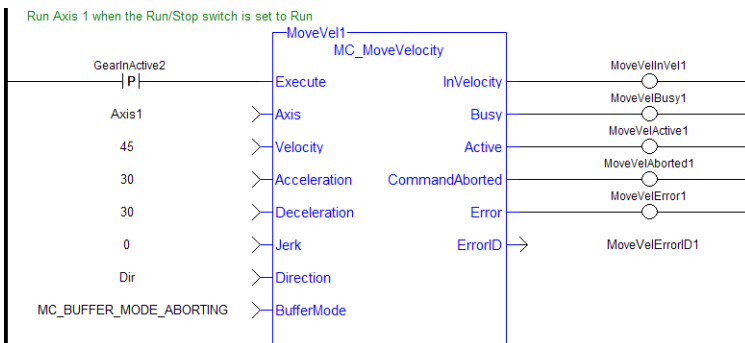 Run Axis 1 when the Run/Stop switch is set to Run
MoveVel1
MC_MoveVelocity
GearInActive2
P
Execute
InVelocity
MoveVelInVel1
Axis1
Axis
Busy
MoveVelBusy1
45
Velocity
Active
MoveVelActive1
30
Acceleration
CommandAborted
MoveVelAborted1
30
Deceleration
Error
MoveVelError1
0
Jerk
ErrorID
MoveVelErrorID1
Dir
Direction
MC_BUFFER_MODE_ABORTING
BufferMode